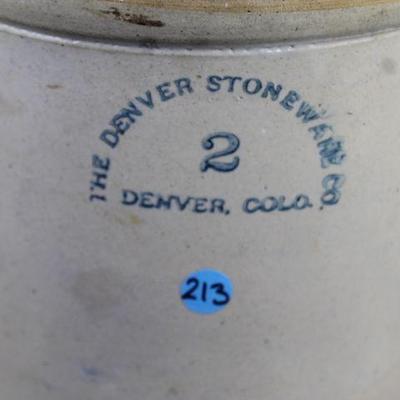 THE DENVER STONEWARE CO.
2
DENVER, COLO.
213